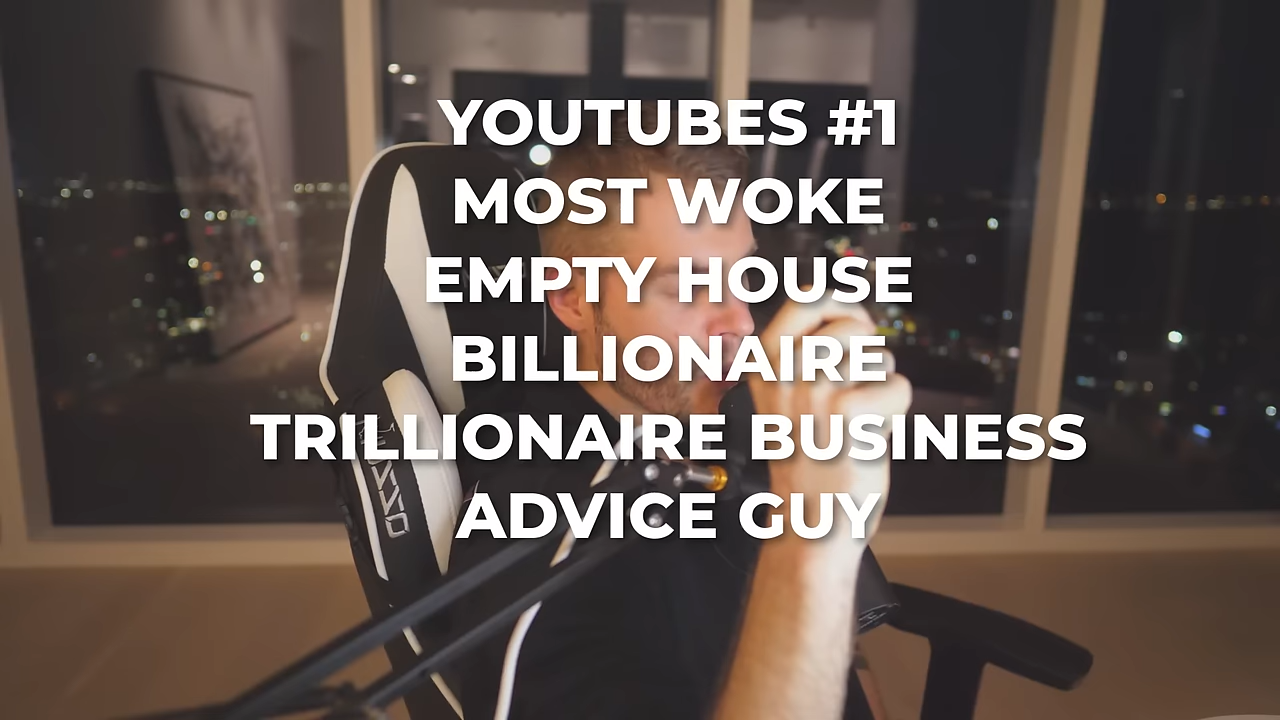 YOUTUBES #1
MOST WOKE
EMPTY HOUSE
BILLIONAIRE
TRILLIONAIRE BUSINESS
ADVICE GUY